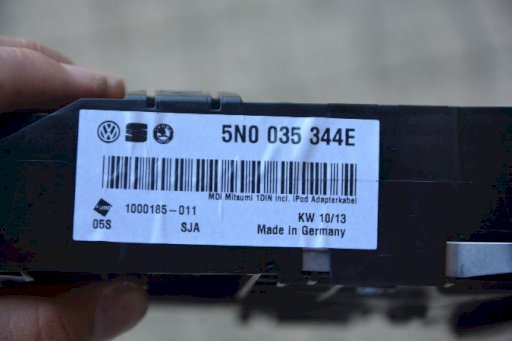 5N0 035 344E
MDI Mitsumi 1DIN incl. iPod Adapterkabel
1000185-011
KW 10/13
05S
SJA
Made in Germany